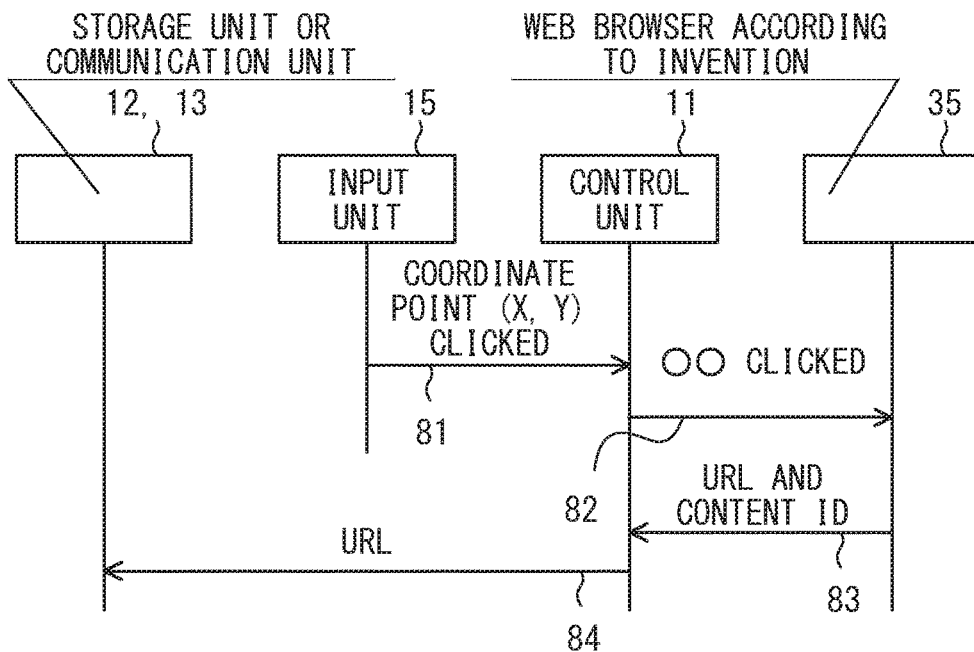 STORAGE UNIT OR
COMMUNICATION UNIT
WEB BROWSER ACCORDING
TO INVENTION
12, 13
15
11
35
INPUT
UNIT
CONTROL
UNIT
COORDINATE
POINT (X, Y)
CLICKED
○○ CLICKED
81
82
URL AND
CONTENT ID
URL
83
84